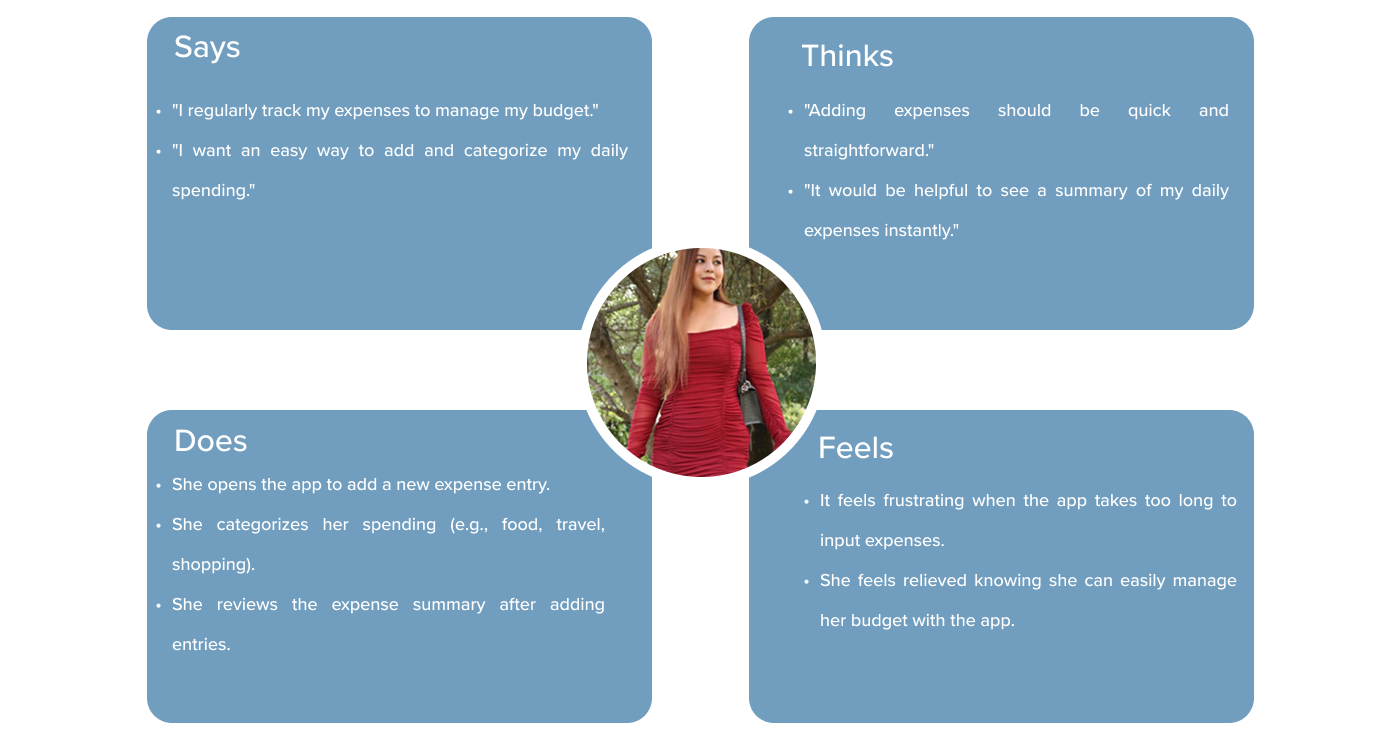 Says
• "I regularly track my expenses to manage my budget."
• "I want an easy way to add and categorize my daily
spending."
Thinks
• "Adding expenses should be quick and
straightforward."
• "It would be helpful to see a summary of my daily
expenses instantly."
Does
• She opens the app to add a new expense entry.
• She categorizes her spending (e.g., food, travel,
shopping).
• She reviews the expense summary after adding
entries.
Feels
• It feels frustrating when the app takes too long to
input expenses.
• She feels relieved knowing she can easily manage
her budget with the app.